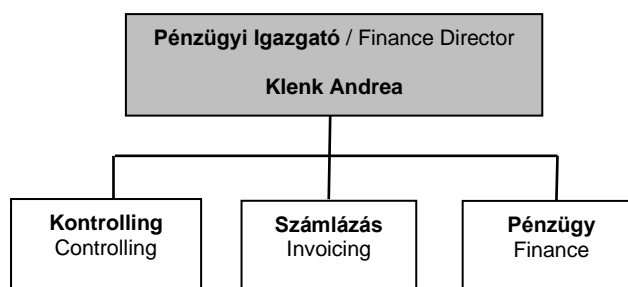 Pénzügyi Igazgató / Finance Director
Klenk Andrea
Kontrolling
Controlling
Számlázás
Invoicing
Pénzügy
Finance